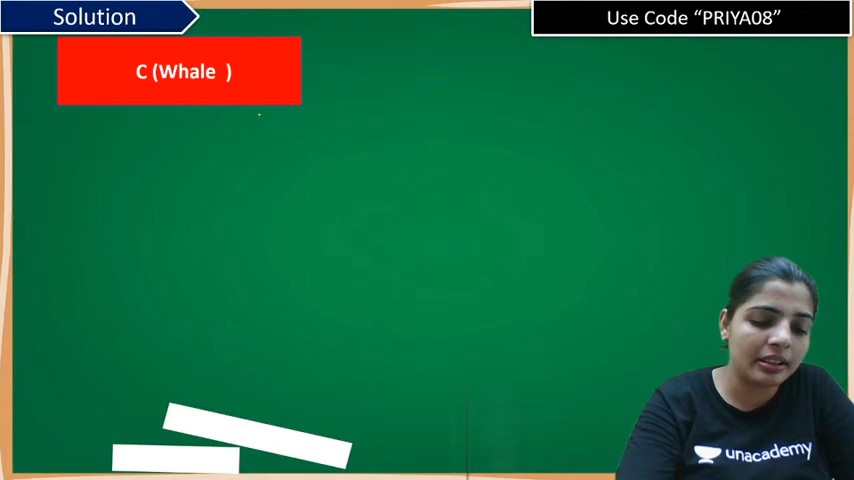 Solution
Use Code “PRIYA08”
C (Whale  )
unacademy